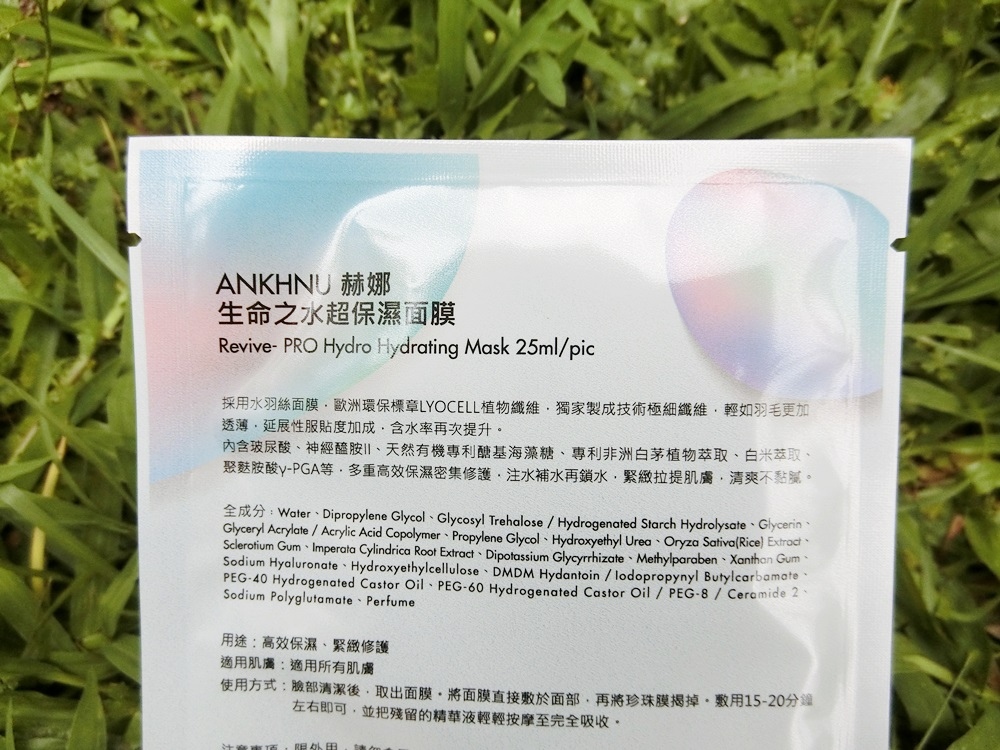 ANKHNU 赫娜
生命之水超保濕面膜
Revive- PRO Hydro Hydrating Mask 25ml/pic
採用水羽絲面膜，歐洲環保標章LYOCELL植物纖維，獨家製成技術極細纖維，輕如羽毛更加
透薄，延展性服貼度加成，含水率再次提升。
內含玻尿酸、神經醯胺II、天然有機專利醣基海藻糖、專利非洲白茅植物萃取、白米萃取、
聚麩胺酸γ-PGA等，多重高效保濕密集修護，注水補水再鎖水，緊緻拉提肌膚，清爽不黏膩。
全成分：Water、Dipropylene Glycol、Glycosyl Trehalose / Hydrogenated Starch Hydrolysate、Glycerin、
Glyceryl Acrylate / Acrylic Acid Copolymer、Propylene Glycol、Hydroxyethyl Urea、Oryza Sativa(Rice) Extract、
Sclerotium Gum、Imperata Cylindrica Root Extract、Dipotassium Glycyrrhizate、Methylparaben、Xanthan Gum、
Sodium Hyaluronate、Hydroxyethylcellulose、DMDM Hydantoin / Iodopropynyl Butylcarbamate、
PEG-40 Hydrogenated Castor Oil、PEG-60 Hydrogenated Castor Oil / PEG-8 / Ceramide 2、
Sodium Polyglutamate、Perfume
用途：高效保濕、緊緻修護
適用肌膚：適用所有肌膚
使用方式：臉部清潔後，取出面膜。將面膜直接敷於面部，再將珍珠膜揭掉。敷用15-20分鐘
左右即可，並把殘留的精華液輕輕按摩至完全吸收。
注意事項：限外用，請勿